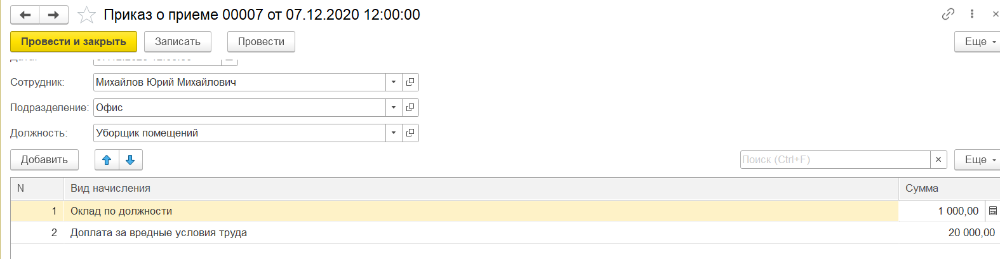 Приказ о приеме 00007 от 07.12.2020 12:00:00
Провести и закрыть Записать Провести Еще
Сотрудник: Михайлов Юрий Михайлович
Подразделение: Офис
Должность: Уборщик помещений
Добавить Поиск (Ctrl+F) Еще
N Вид начисления Сумма
1 Оклад по должности 1 000,00
2 Доплата за вредные условия труда 20 000,00